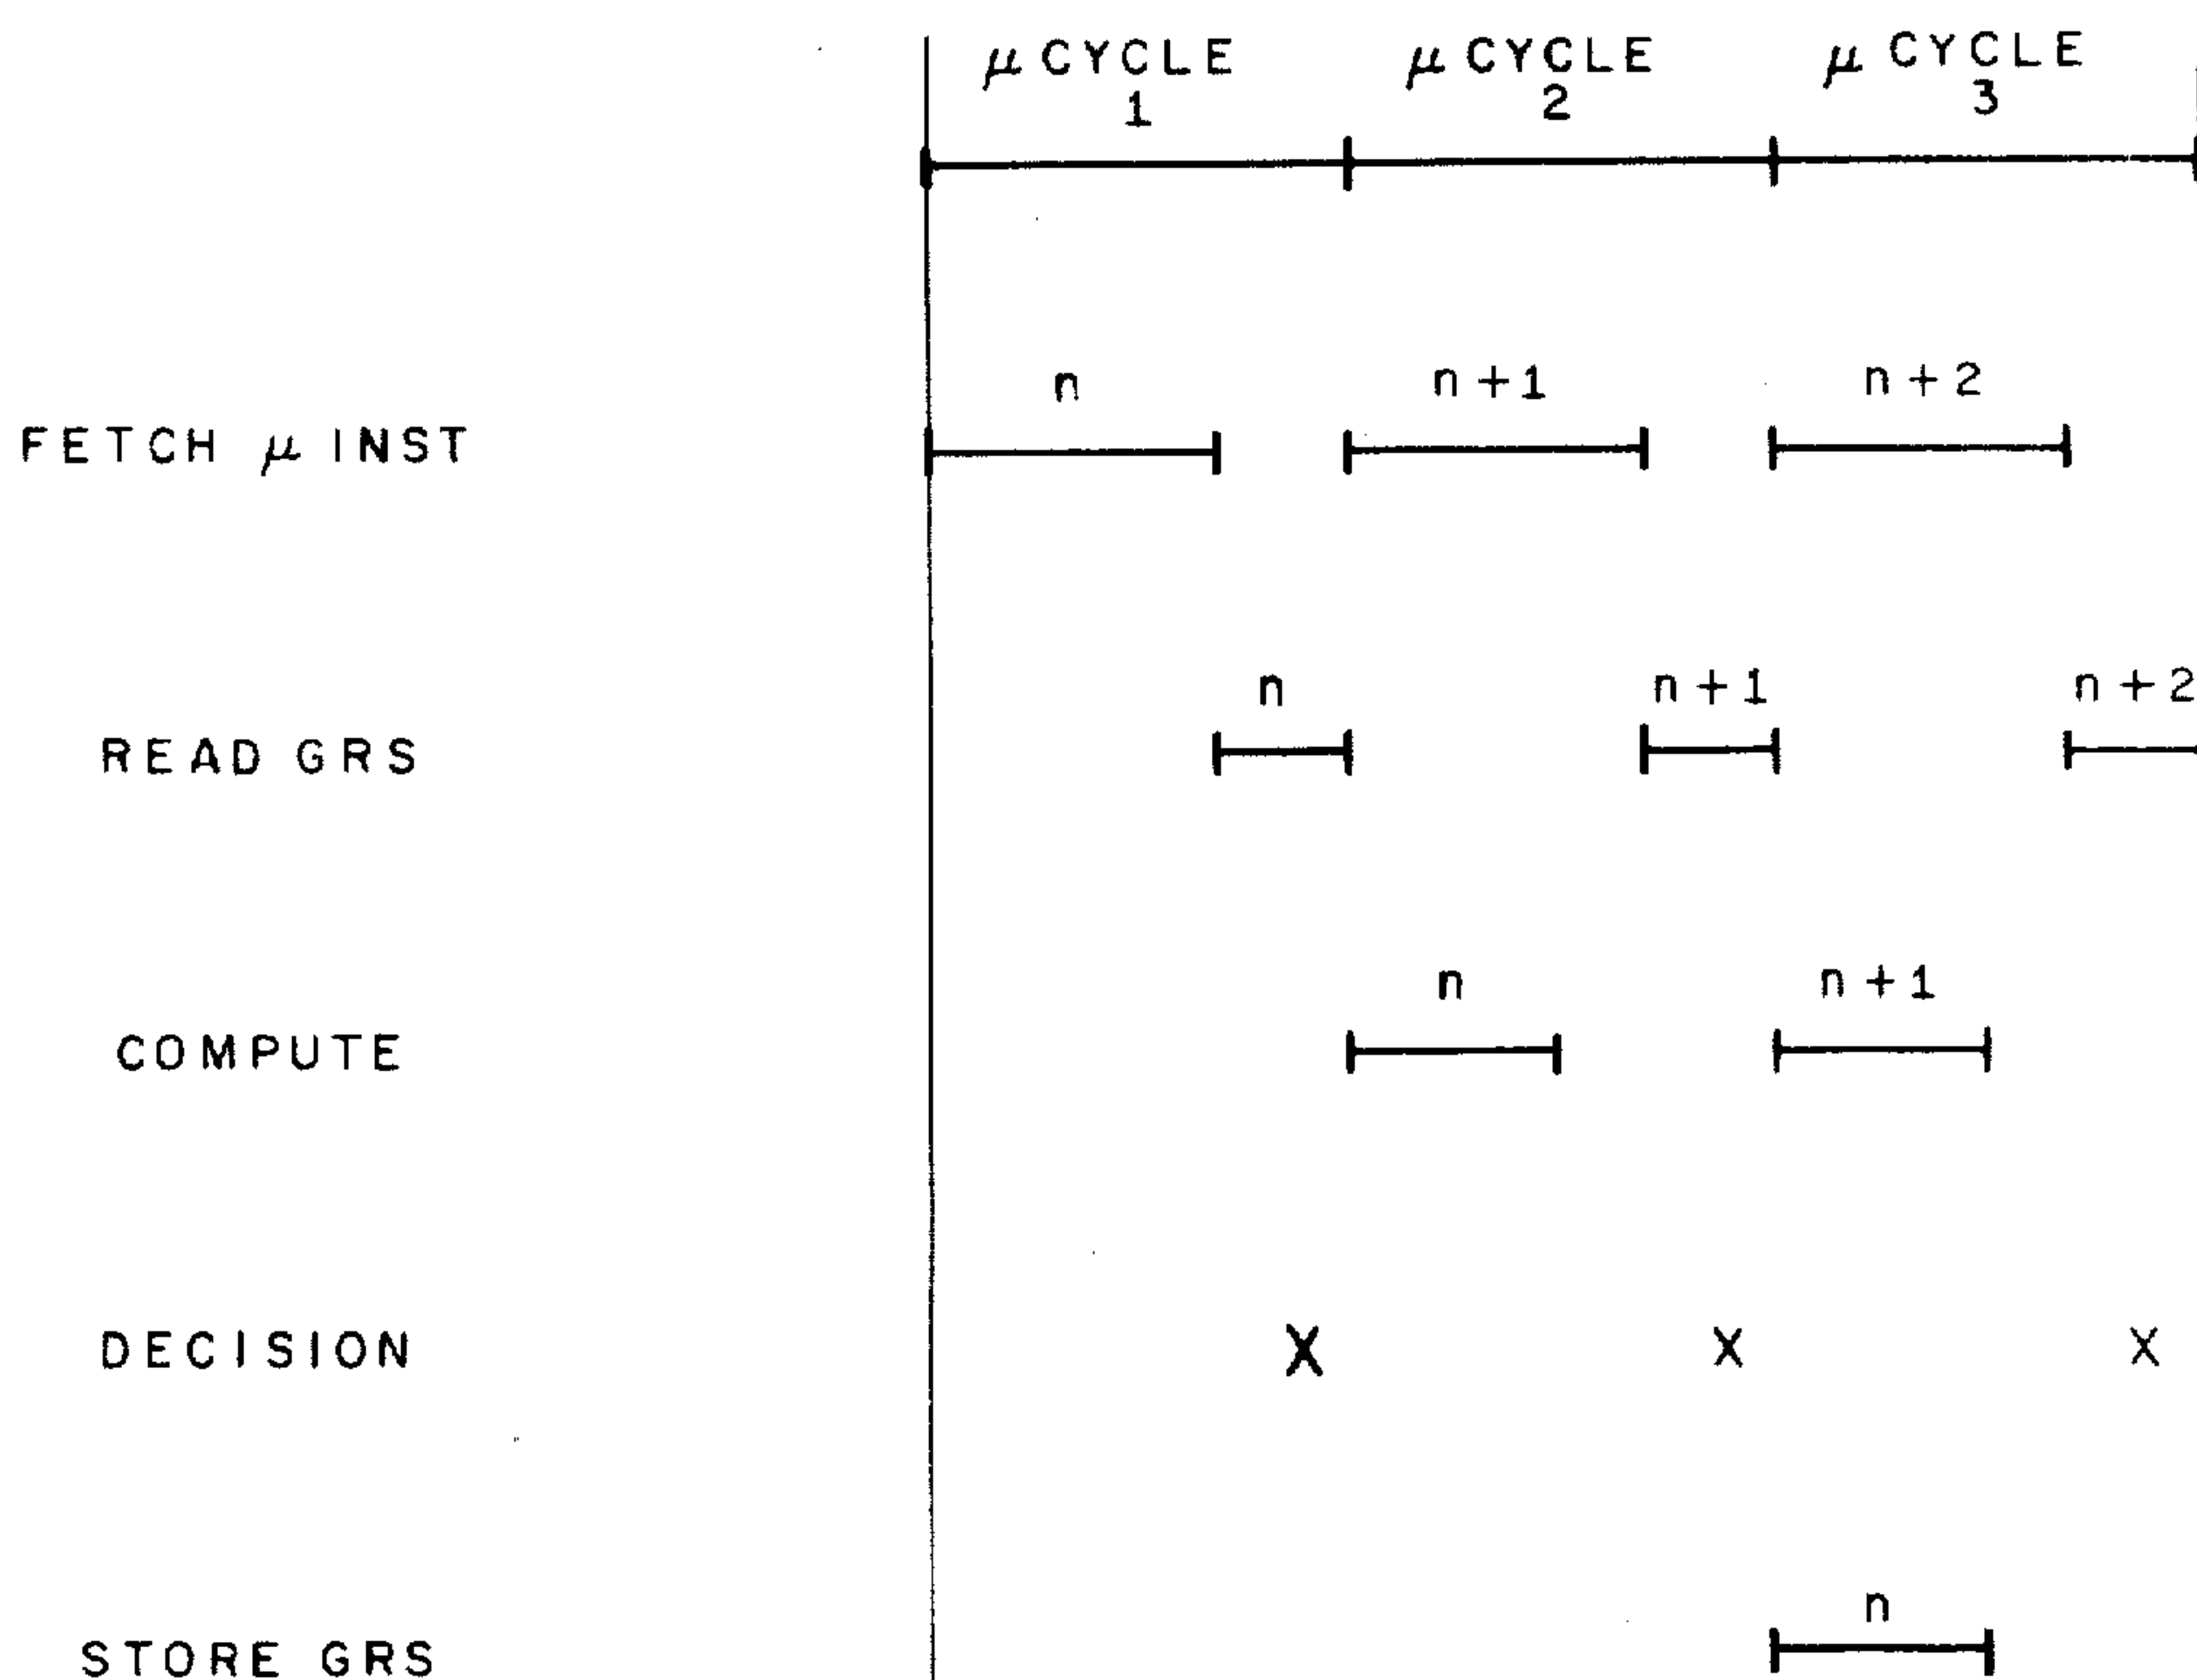 μ CYCLE 1 μ CYCLE 2 μ CYCLE 3
FETCH μ INST n n+1 n+2
READ GRS n n+1 n+2
COMPUTE n n+1
DECISION X X X
STORE GRS n